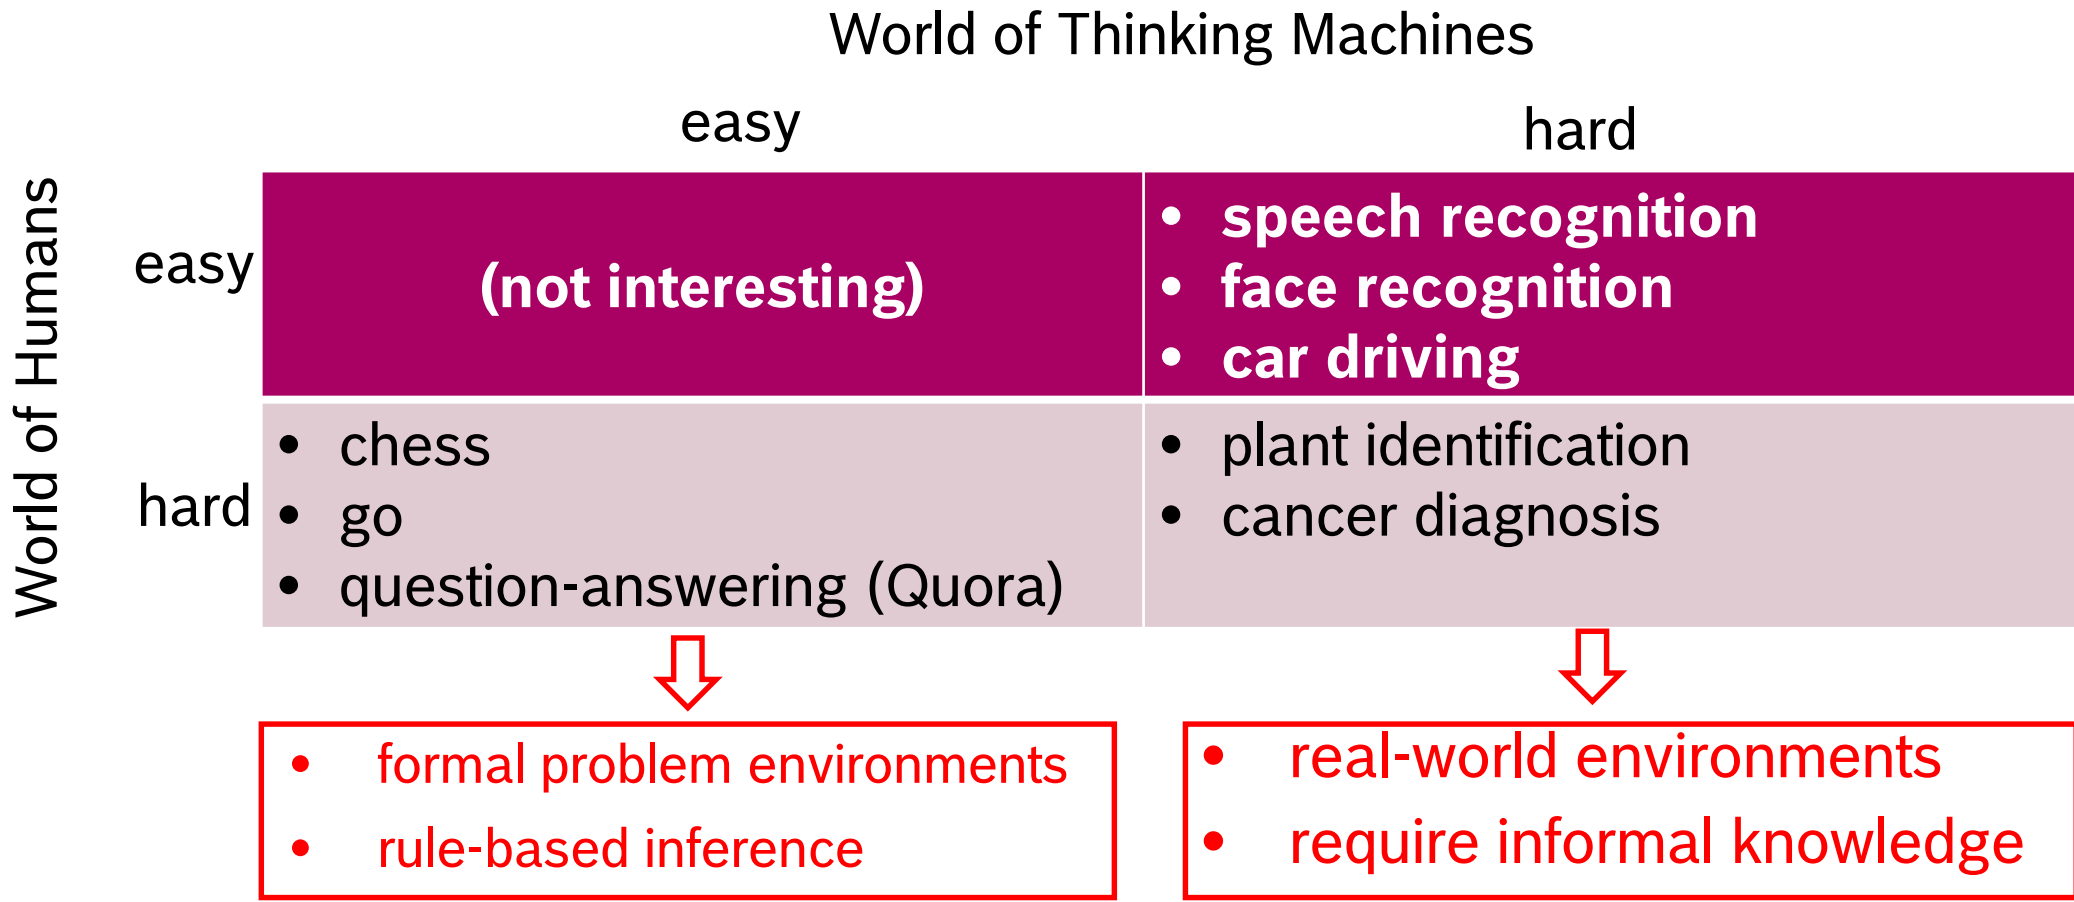 World of Thinking Machines
easy
hard
World of Humans
easy
(not interesting)
• speech recognition
• face recognition
• car driving
hard
• chess
• go
• question-answering (Quora)
• plant identification
• cancer diagnosis
• formal problem environments
• rule-based inference
• real-world environments
• require informal knowledge